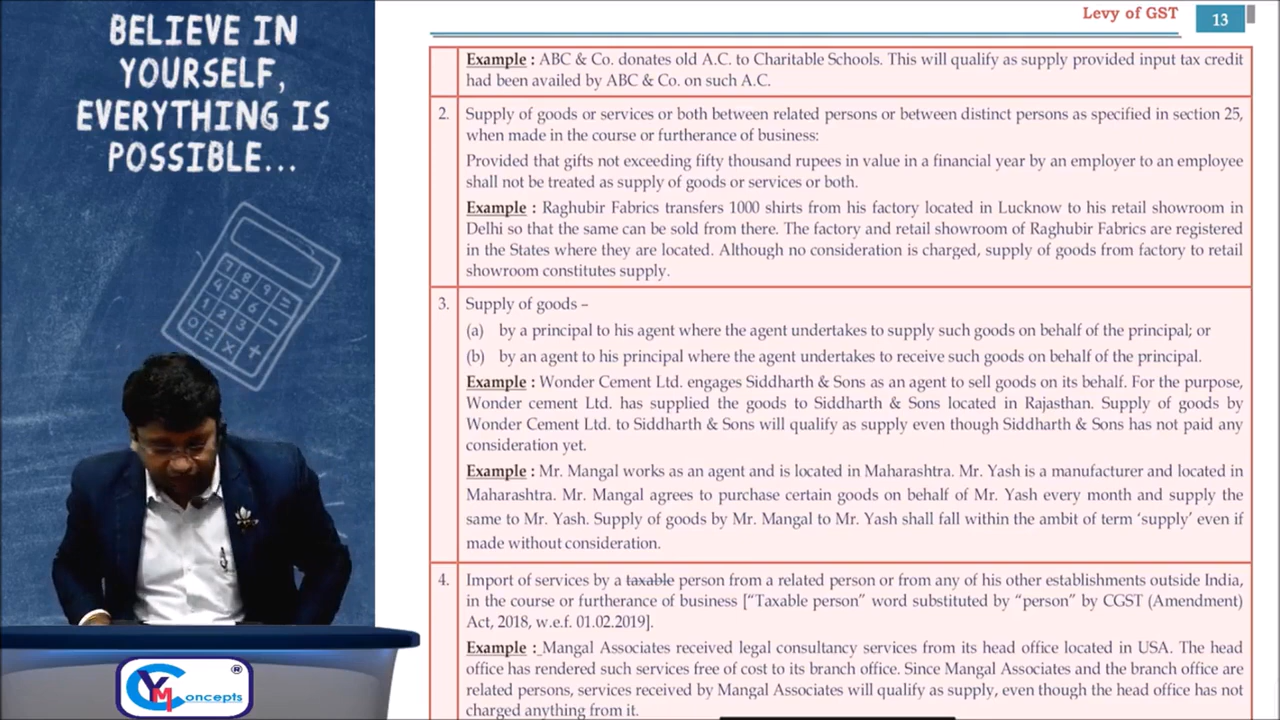 BELIEVE IN
YOURSELF,
EVERYTHING IS
POSSIBLE...
7 8 9 =
4 5 6 -
1 2 3
0 ÷ × +
YM Concepts ®
Levy of GST 13
Example : ABC & Co. donates old A.C. to Charitable Schools. This will qualify as supply provided input tax credit
had been availed by ABC & Co. on such A.C.
2. Supply of goods or services or both between related persons or between distinct persons as specified in section 25,
when made in the course or furtherance of business:
Provided that gifts not exceeding fifty thousand rupees in value in a financial year by an employer to an employee
shall not be treated as supply of goods or services or both.
Example : Raghubir Fabrics transfers 1000 shirts from his factory located in Lucknow to his retail showroom in
Delhi so that the same can be sold from there. The factory and retail showroom of Raghubir Fabrics are registered
in the States where they are located. Although no consideration is charged, supply of goods from factory to retail
showroom constitutes supply.
3. Supply of goods –
(a) by a principal to his agent where the agent undertakes to supply such goods on behalf of the principal; or
(b) by an agent to his principal where the agent undertakes to receive such goods on behalf of the principal.
Example : Wonder Cement Ltd. engages Siddharth & Sons as an agent to sell goods on its behalf. For the purpose,
Wonder cement Ltd. has supplied the goods to Siddharth & Sons located in Rajasthan. Supply of goods by
Wonder Cement Ltd. to Siddharth & Sons will qualify as supply even though Siddharth & Sons has not paid any
consideration yet.
Example : Mr. Mangal works as an agent and is located in Maharashtra. Mr. Yash is a manufacturer and located in
Maharashtra. Mr. Mangal agrees to purchase certain goods on behalf of Mr. Yash every month and supply the
same to Mr. Yash. Supply of goods by Mr. Mangal to Mr. Yash shall fall within the ambit of term ‘supply’ even if
made without consideration.
4. Import of services by a taxable person from a related person or from any of his other establishments outside India,
in the course or furtherance of business [“Taxable person” word substituted by “person” by CGST (Amendment)
Act, 2018, w.e.f. 01.02.2019].
Example : Mangal Associates received legal consultancy services from its head office located in USA. The head
office has rendered such services free of cost to its branch office. Since Mangal Associates and the branch office are
related persons, services received by Mangal Associates will qualify as supply, even though the head office has not
charged anything from it.